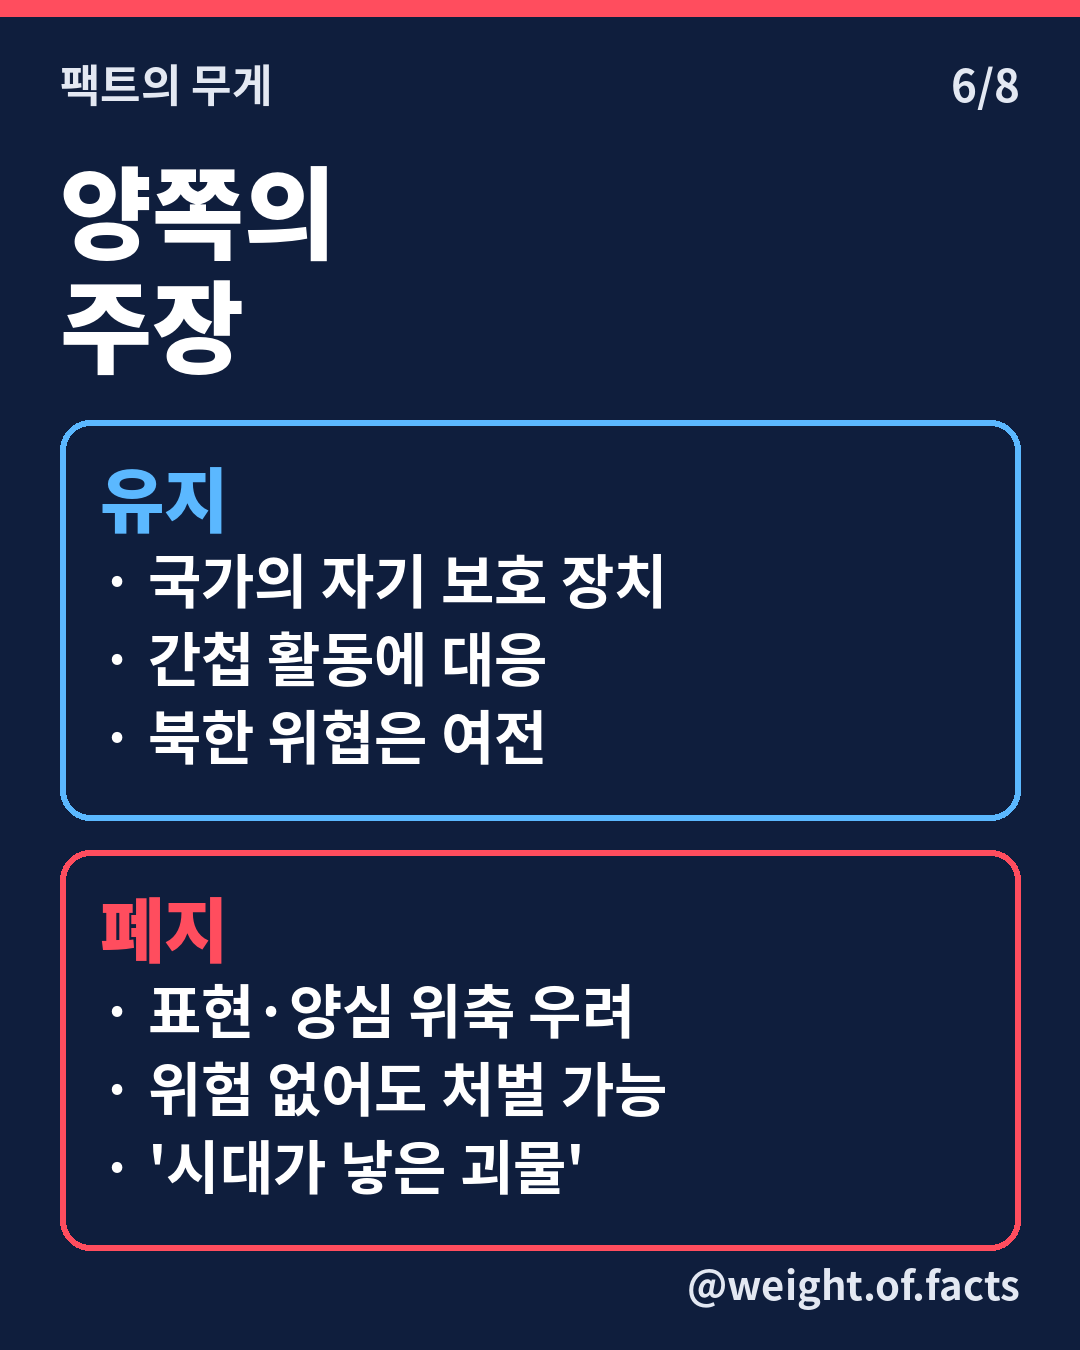 팩트의 무게
6/8
양쪽의
주장
유지
· 국가의 자기 보호 장치
· 간첩 활동에 대응
· 북한 위협은 여전
폐지
· 표현·양심 위축 우려
· 위험 없어도 처벌 가능
· '시대가 낳은 괴물'
@weight.of.facts